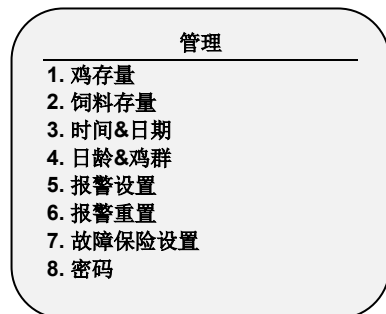 管理
1. 鸡存量
2. 饲料存量
3. 时间&日期
4. 日龄&鸡群
5. 报警设置
6. 报警重置
7. 故障保险设置
8. 密码